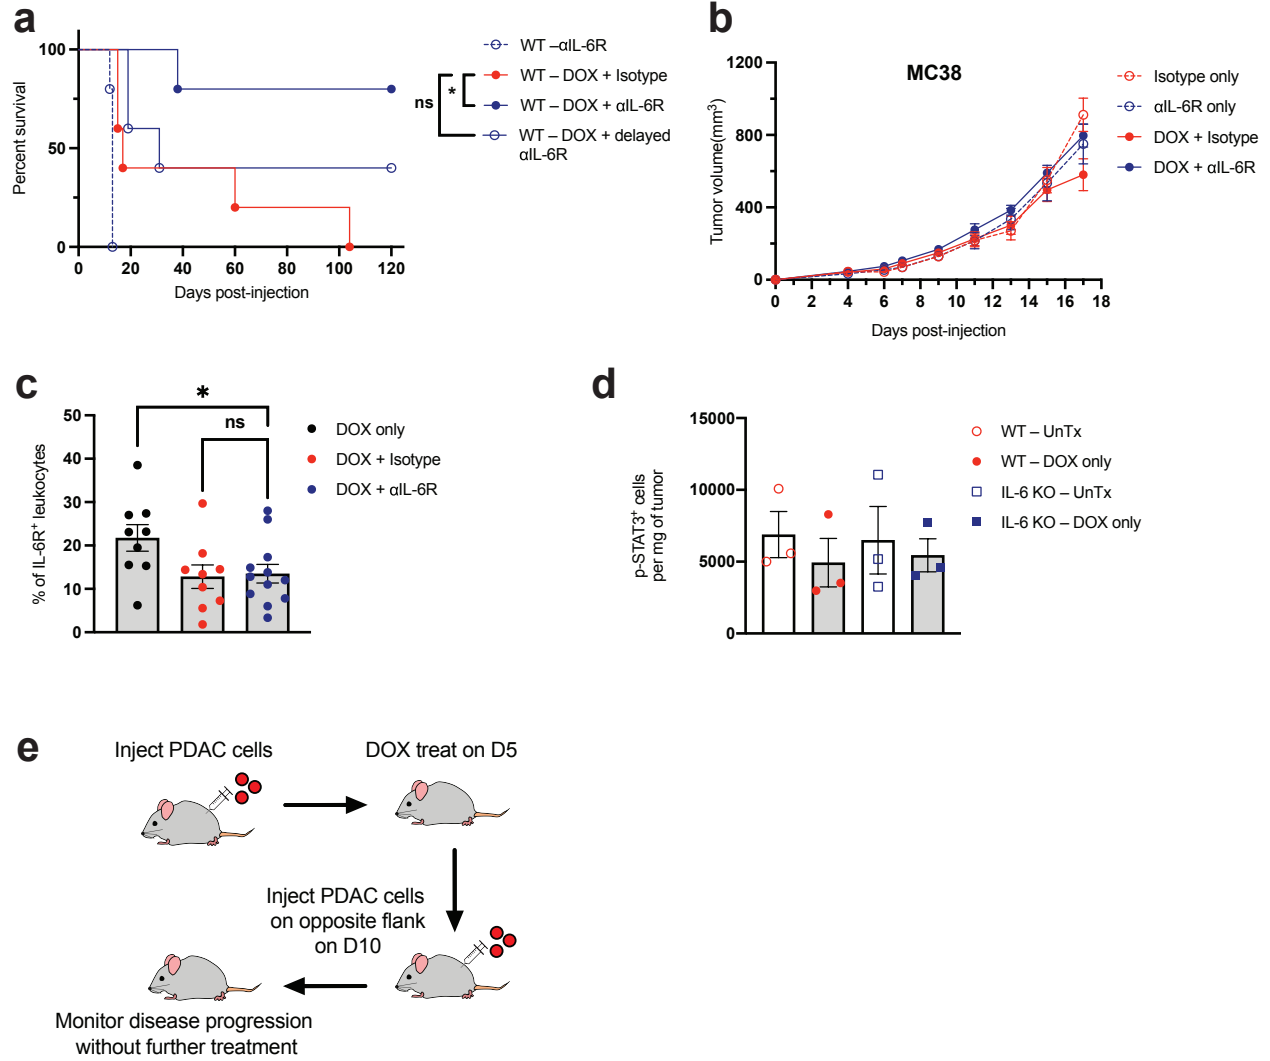 a
Percent survival
100
50
0
0 20 40 60 80 100 120
Days post-injection
WT –αIL-6R
WT – DOX + Isotype
WT – DOX + αIL-6R
WT – DOX + delayed
αIL-6R
ns
*
b
MC38
Tumor volume(mm3)
1200
800
400
0
0 2 4 6 8 10 12 14 16 18
Days post-injection
Isotype only
αIL-6R only
DOX + Isotype
DOX + αIL-6R
c
% of IL-6R+ leukocytes
50
40
30
20
10
0
*
ns
DOX only
DOX + Isotype
DOX + αIL-6R
d
p-STAT3+ cells
per mg of tumor
15000
10000
5000
0
WT – UnTx
WT – DOX only
IL-6 KO – UnTx
IL-6 KO – DOX only
e
Inject PDAC cells
DOX treat on D5
Inject PDAC cells
on opposite flank
on D10
Monitor disease progression
without further treatment